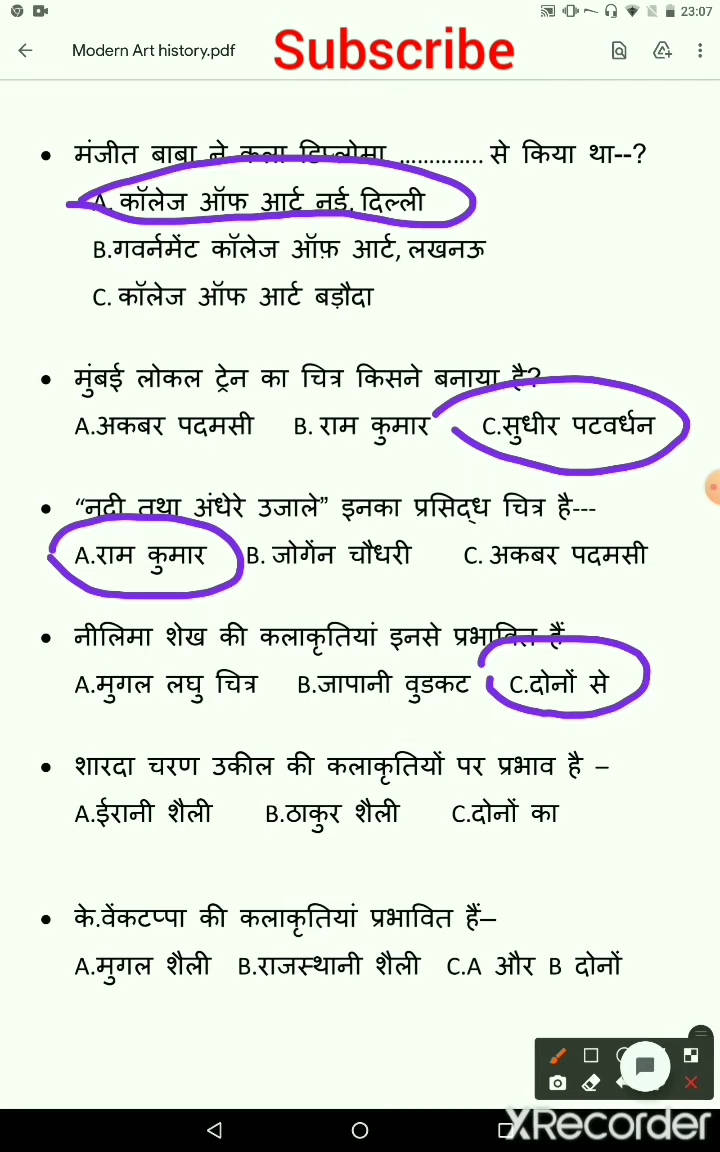 23:07
Modern Art history.pdf
Subscribe
• मंजीत बाबा ने कला डिप्लोमा .............. से किया था--?
A. कॉलेज ऑफ आर्ट नई दिल्ली
B.गवर्नमेंट कॉलेज ऑफ़ आर्ट, लखनऊ
C. कॉलेज ऑफ आर्ट बड़ौदा
• मुंबई लोकल ट्रेन का चित्र किसने बनाया है?
A.अकबर पदमसी B. राम कुमार C.सुधीर पटवर्धन
• “नदी तथा अंधेरे उजाले” इनका प्रसिद्ध चित्र है---
A.राम कुमार B. जोगेंन चौधरी C. अकबर पदमसी
• नीलिमा शेख की कलाकृतियां इनसे प्रभावित हैं
A.मुगल लघु चित्र B.जापानी वुडकट C.दोनों से
• शारदा चरण उकील की कलाकृतियों पर प्रभाव है –
A.ईरानी शैली B.ठाकुर शैली C.दोनों का
• के.वेंकटप्पा की कलाकृतियां प्रभावित हैं–
A.मुगल शैली B.राजस्थानी शैली C.A और B दोनों
XRecorder